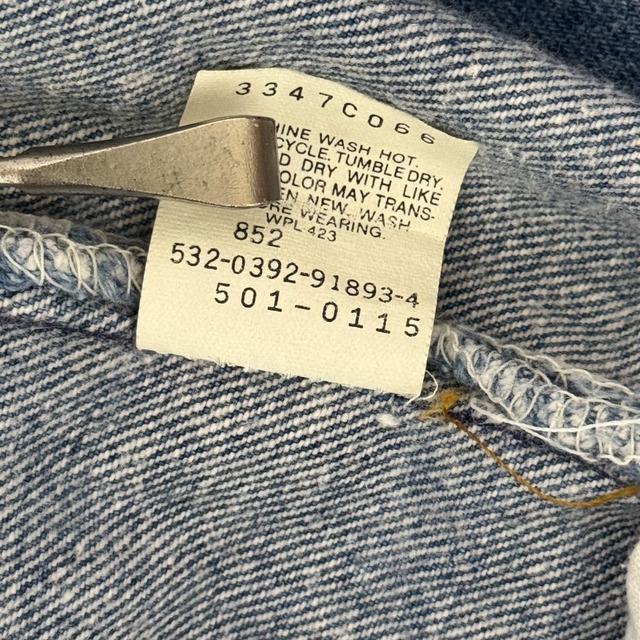 3347C066
INE WASH HOT.
CYCLE. TUMBLE DRY.
D DRY WITH LIKE
OLOR MAY TRANS-
EN NEW. WASH
RE WEARING.
WPL 423
852
532-0392-91893-4
501-0115